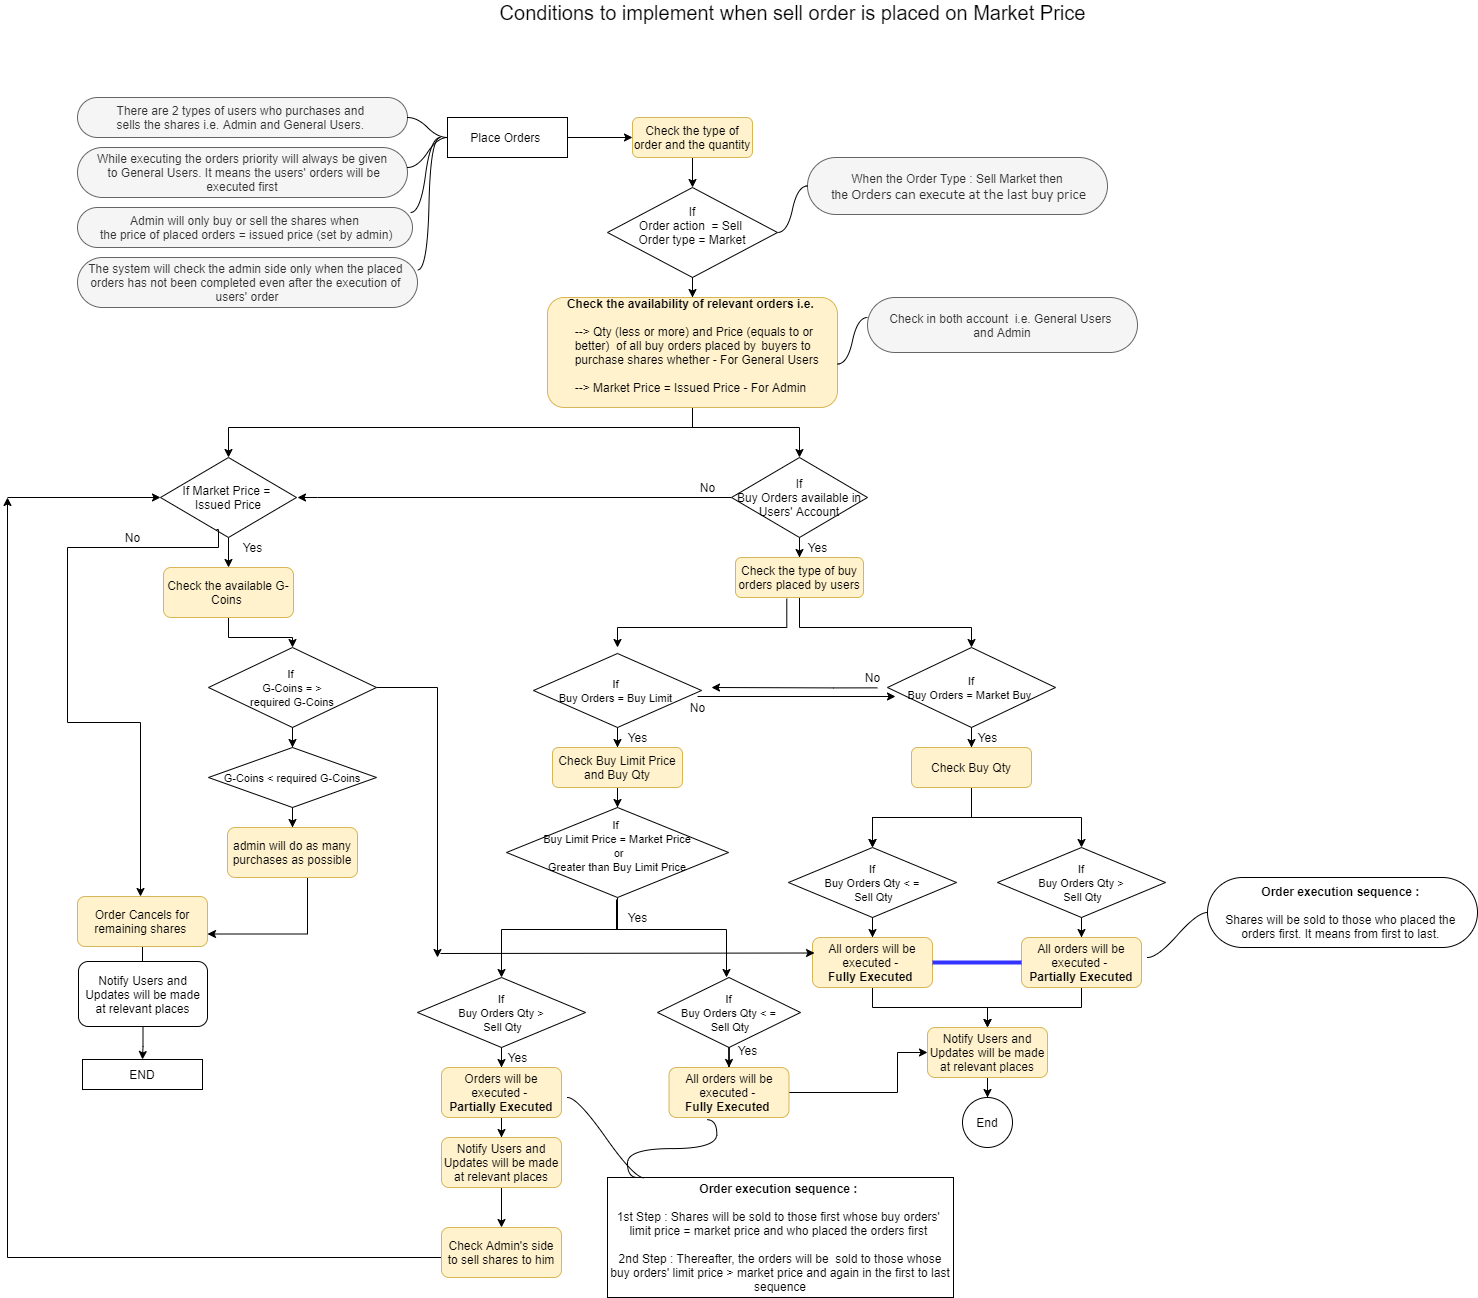 Conditions to implement when sell order is placed on Market Price
There are 2 types of users who purchases and
sells the shares i.e. Admin and General Users.
While executing the orders priority will always be given
to General Users. It means the users' orders will be
executed first
Admin will only buy or sell the shares when
the price of placed orders = issued price (set by admin)
The system will check the admin side only when the placed
orders has not been completed even after the execution of
users' order
Place Orders
Check the type of
order and the quantity
If
Order action = Sell
Order type = Market
When the Order Type : Sell Market then
the Orders can execute at the last buy price
Check the availability of relevant orders i.e.
--> Qty (less or more) and Price (equals to or
better) of all buy orders placed by buyers to
purchase shares whether - For General Users
--> Market Price = Issued Price - For Admin
Check in both account i.e. General Users
and Admin
If Market Price =
Issued Price
No
If
Buy Orders available in
Users' Account
No
Yes
Yes
Check the available G-
Coins
Check the type of buy
orders placed by users
If
G-Coins = >
required G-Coins
If
Buy Orders = Buy Limit
No
No
If
Buy Orders = Market Buy
Yes
Yes
G-Coins < required G-Coins
Check Buy Limit Price
and Buy Qty
Check Buy Qty
admin will do as many
purchases as possible
If
Buy Limit Price = Market Price
or
Greater than Buy Limit Price
If
Buy Orders Qty < =
Sell Qty
If
Buy Orders Qty >
Sell Qty
Order execution sequence :
Shares will be sold to those who placed the
orders first. It means from first to last.
Order Cancels for
remaining shares
Yes
All orders will be
executed -
Fully Executed
All orders will be
executed -
Partially Executed
Notify Users and
Updates will be made
at relevant places
If
Buy Orders Qty >
Sell Qty
If
Buy Orders Qty < =
Sell Qty
Notify Users and
Updates will be made
at relevant places
END
Yes
Yes
Orders will be
executed -
Partially Executed
All orders will be
executed -
Fully Executed
End
Notify Users and
Updates will be made
at relevant places
Order execution sequence :
1st Step : Shares will be sold to those first whose buy orders'
limit price = market price and who placed the orders first
2nd Step : Thereafter, the orders will be sold to those whose
buy orders' limit price > market price and again in the first to last
sequence
Check Admin's side
to sell shares to him